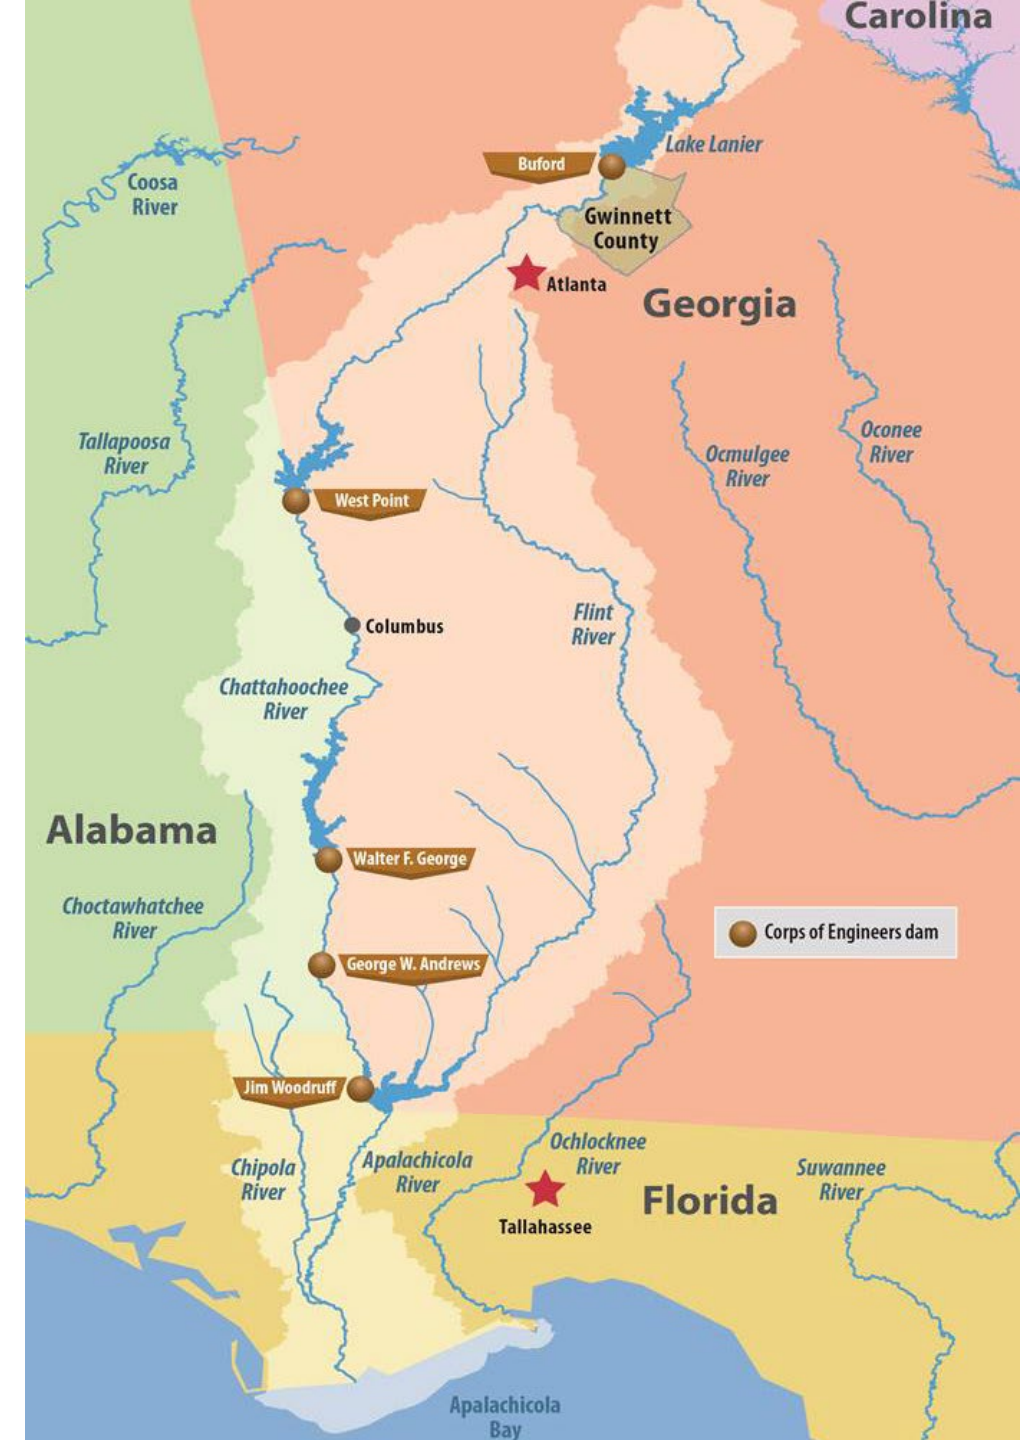 Carolina
Lake Lanier
Buford
Coosa
River
Gwinnett
County
Atlanta
Georgia
Tallapoosa
River
Oconee
River
Ocmulgee
River
West Point
Flint
River
Columbus
Chattahoochee
River
Alabama
Walter F. George
Choctawhatchee
River
Corps of Engineers dam
George W. Andrews
Jim Woodruff
Ochlocknee
River
Chipola
River
Apalachicola
River
Suwannee
River
Florida
Tallahassee
Apalachicola
Bay